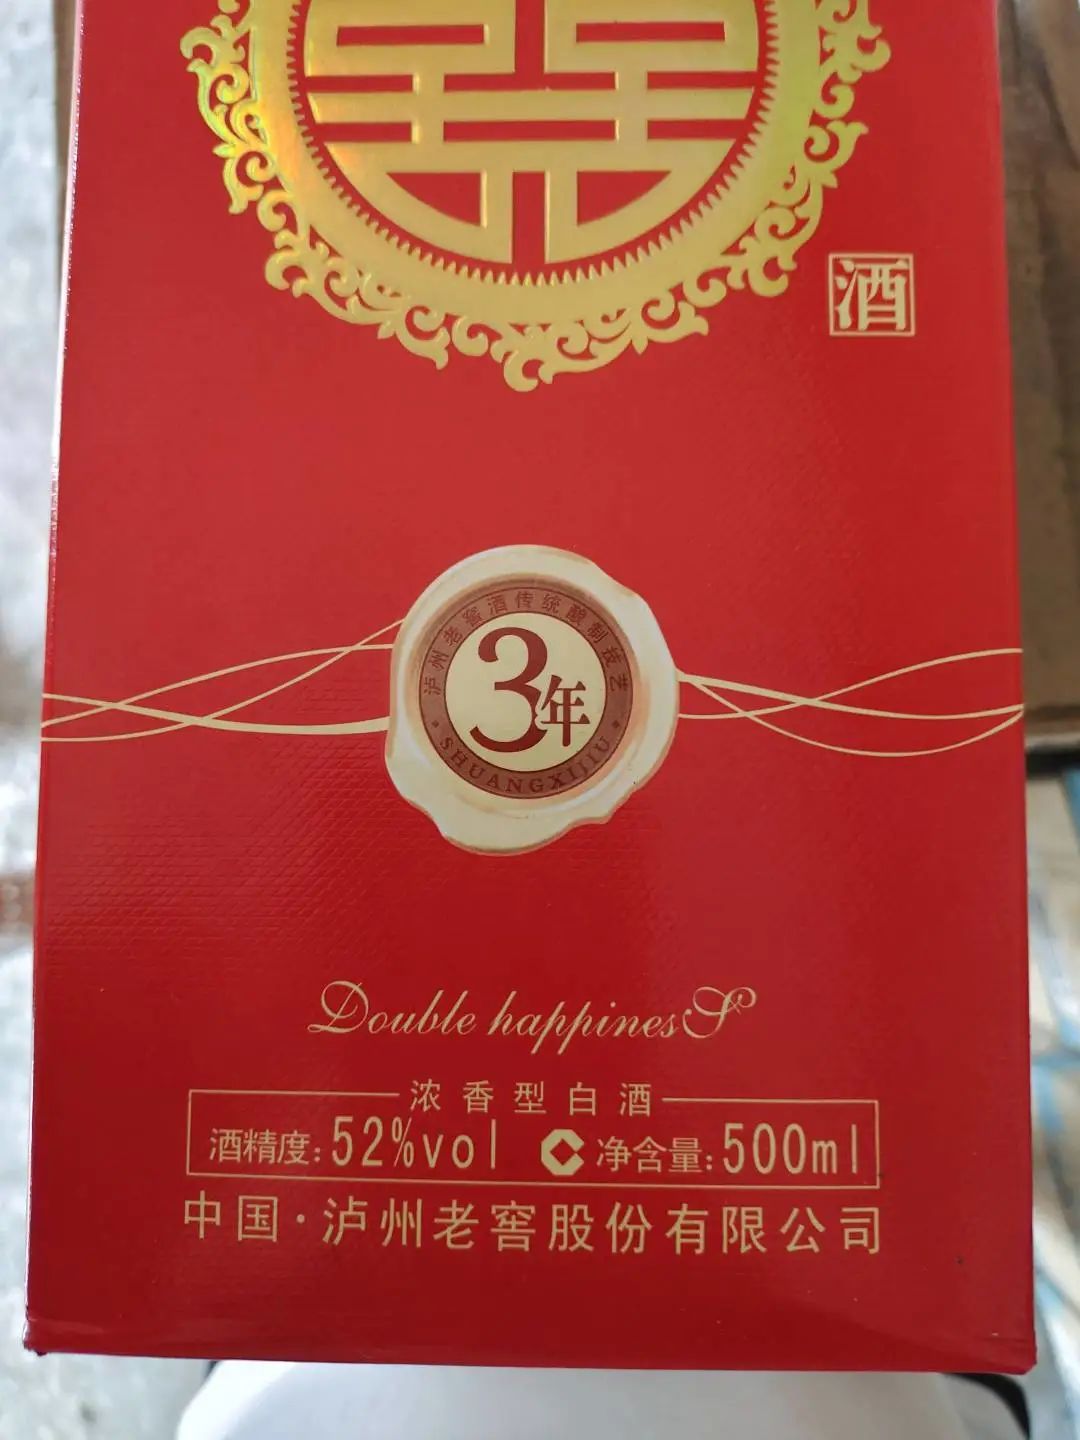 囍
酒
泸州老窖酒传统酿制技艺
3年
SHUANGXIJIU
Double happinesS
浓香型白酒
酒精度:52%vol 净含量:500ml
中国·泸州老窖股份有限公司